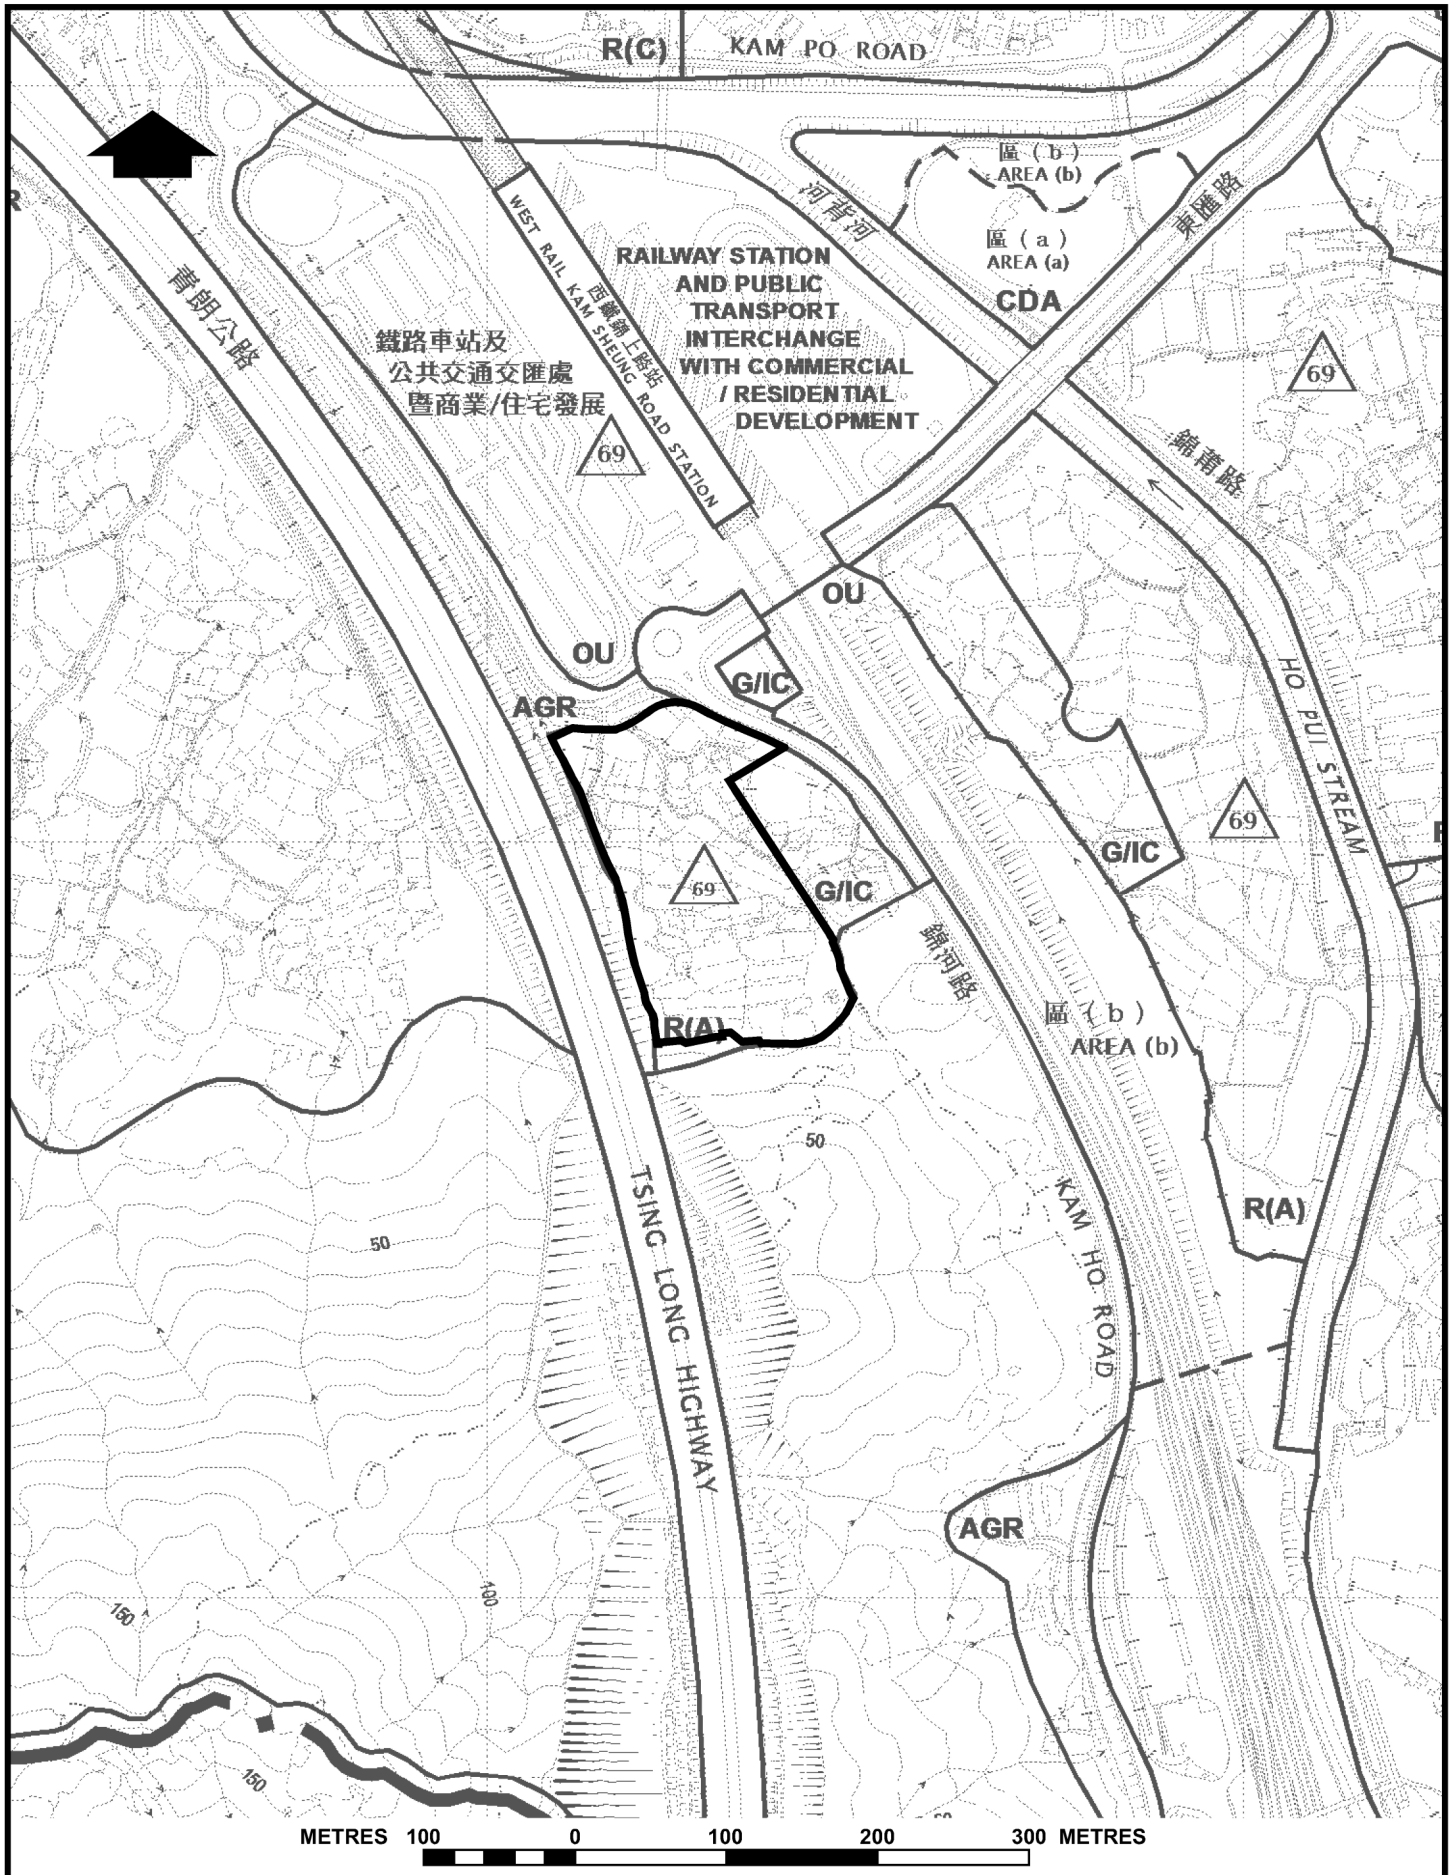 R(C)
KAM PO ROAD
區 ( b )
AREA (b)
河背河
東匯路
區 ( a )
AREA (a)
CDA
RAILWAY STATION
AND PUBLIC
TRANSPORT
INTERCHANGE
WITH COMMERCIAL
/ RESIDENTIAL
DEVELOPMENT
西鐵錦上路站
WEST RAIL KAM SHEUNG ROAD STATION
青朗公路
鐵路車站及
公共交通交匯處
暨商業/住宅發展
69
69
錦莆路
OU
OU
G/IC
AGR
HO PUI STREAM
69
G/IC
69
G/IC
錦河路
R(A)
區 ( b )
AREA (b)
50
R(A)
50
KAM HO ROAD
TSING LONG HIGHWAY
AGR
100
150
150
METRES 100 0 100 200 300 METRES